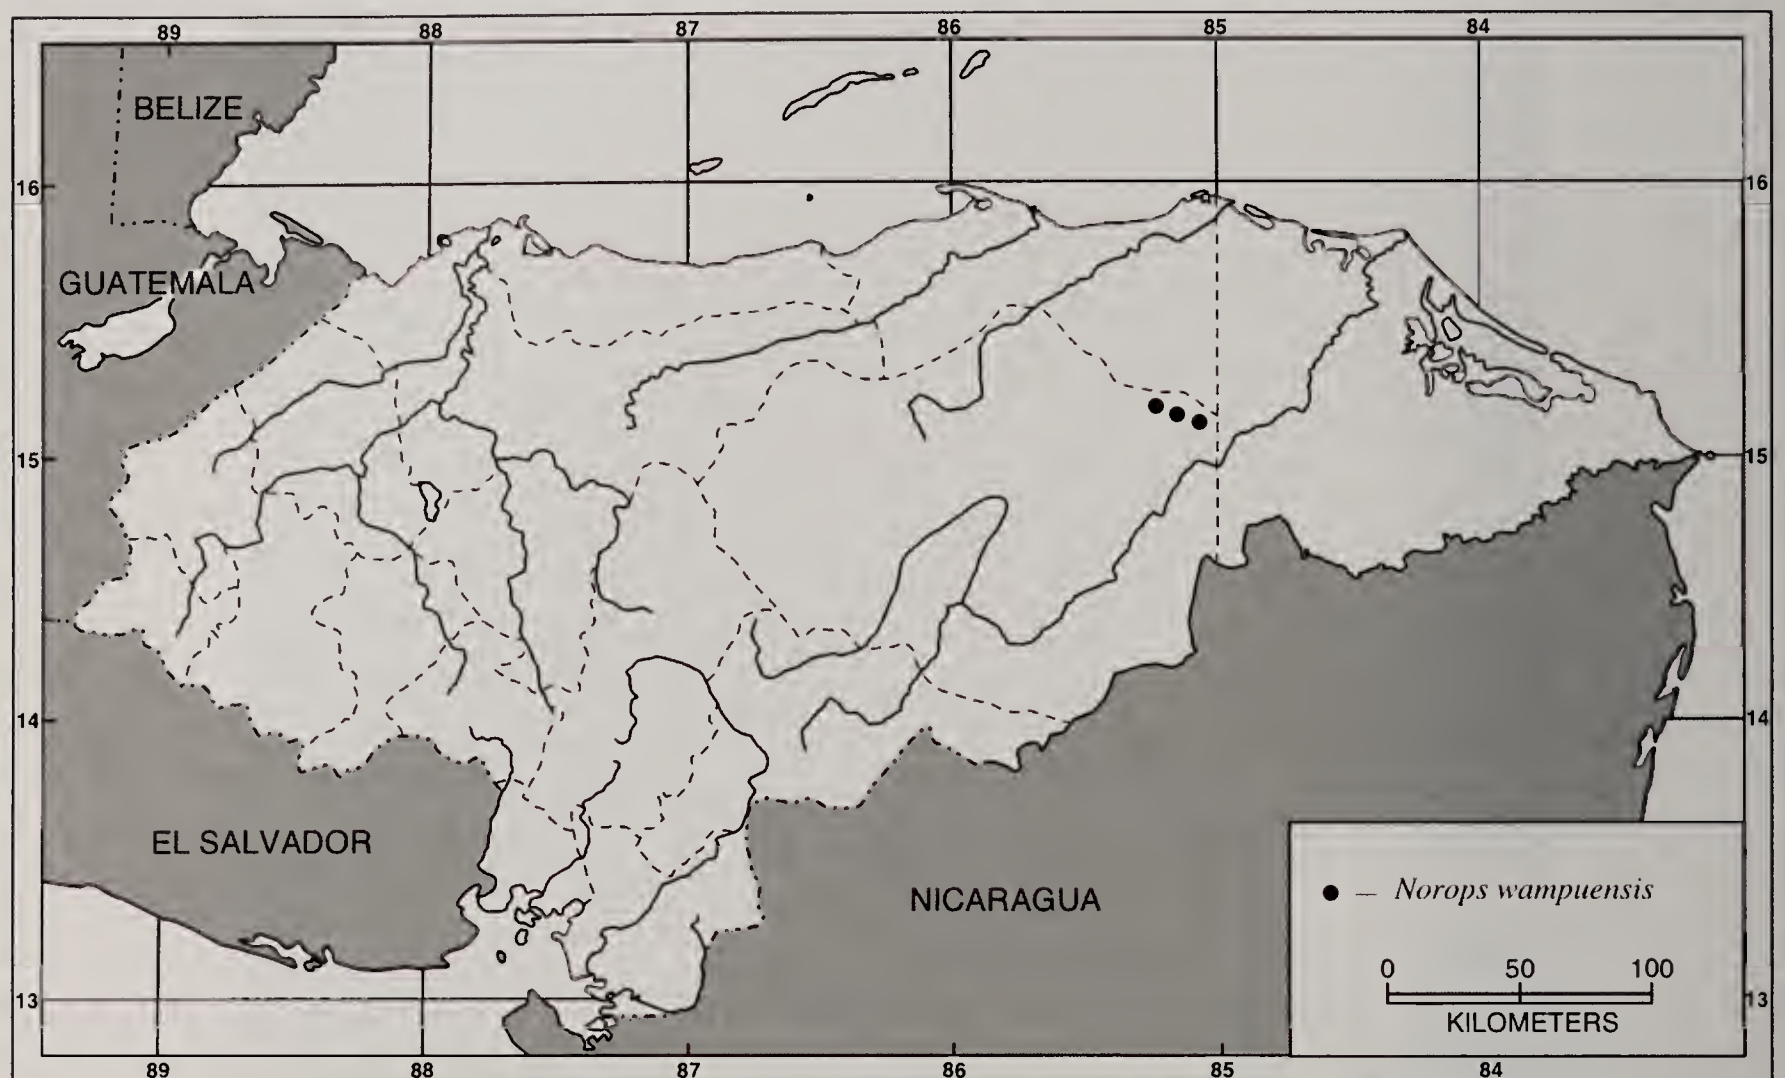 89 88 87 86 85 84
BELIZE
16 16
GUATEMALA
15 15
14 14
EL SALVADOR
NICARAGUA
● — Norops wampuensis
0 50 100
KILOMETERS
13 13
89 88 87 86 85 84